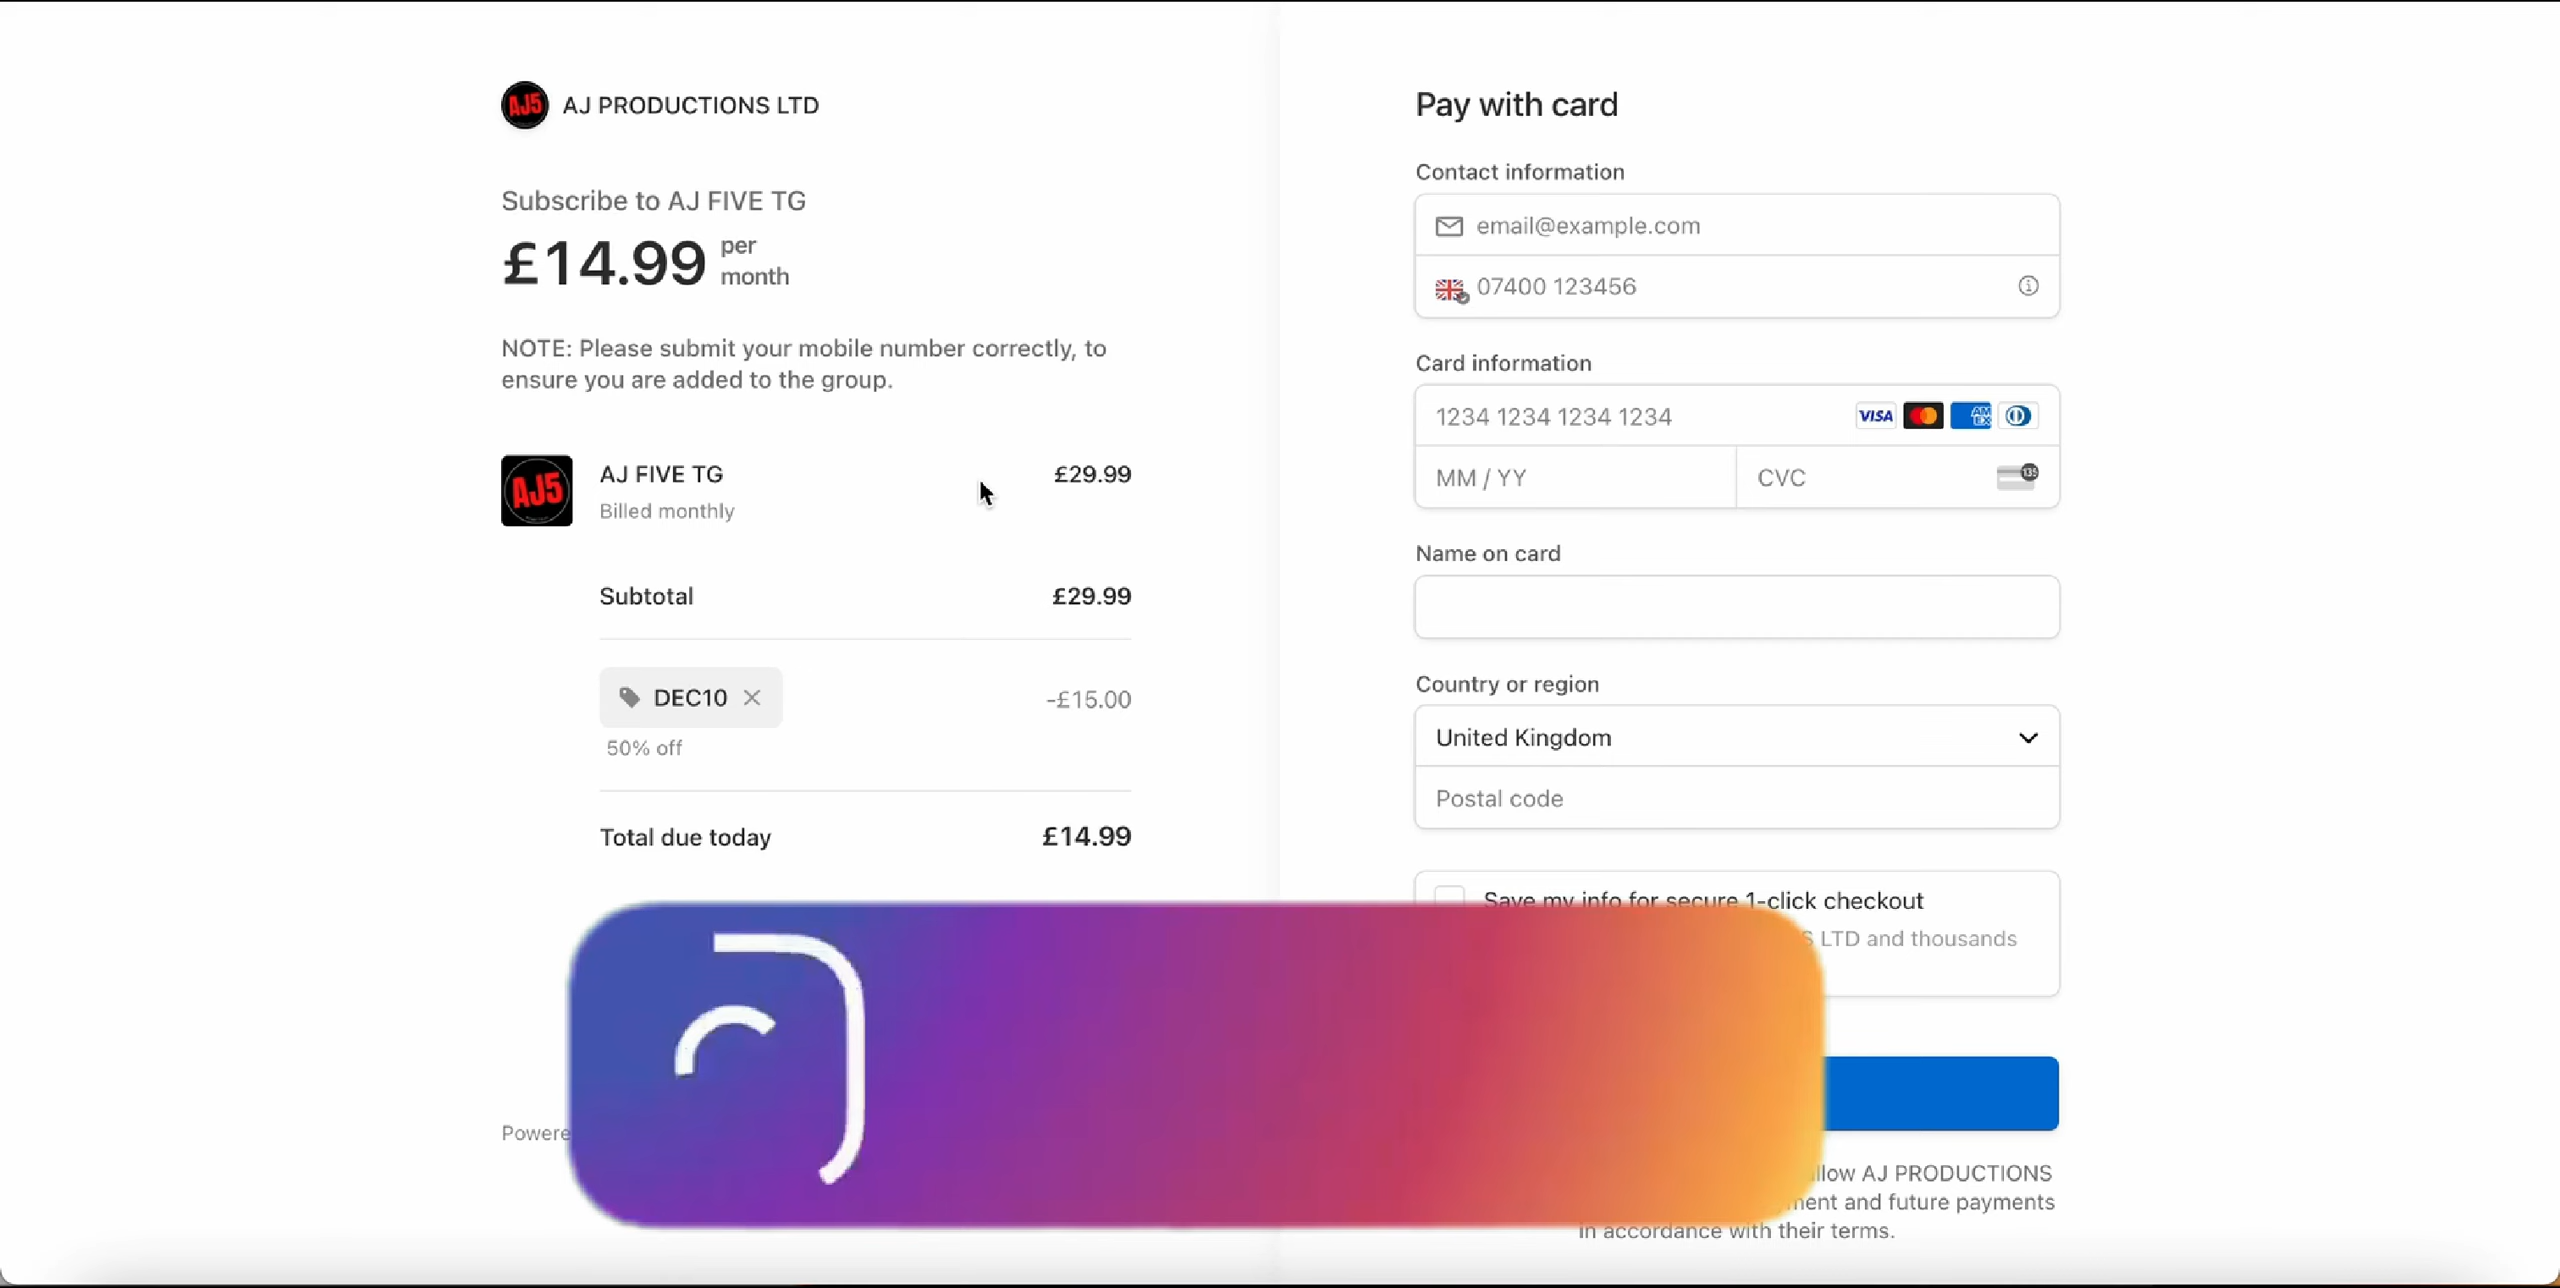 AJ5 AJ PRODUCTIONS LTD
Subscribe to AJ FIVE TG
£14.99 per month
NOTE: Please submit your mobile number correctly, to
ensure you are added to the group.
AJ5
AJ FIVE TG £29.99
Billed monthly
Subtotal £29.99
DEC10 -£15.00
50% off
Total due today £14.99
Pay with card
Contact information
email@example.com
07400 123456
Card information
1234 1234 1234 1234 VISA AMEX
MM / YY CVC 135
Name on card
Country or region
United Kingdom
Postal code
Save my info for secure 1-click checkout
LTD and thousands
AJ PRODUCTIONS
and future payments
in accordance with their terms.